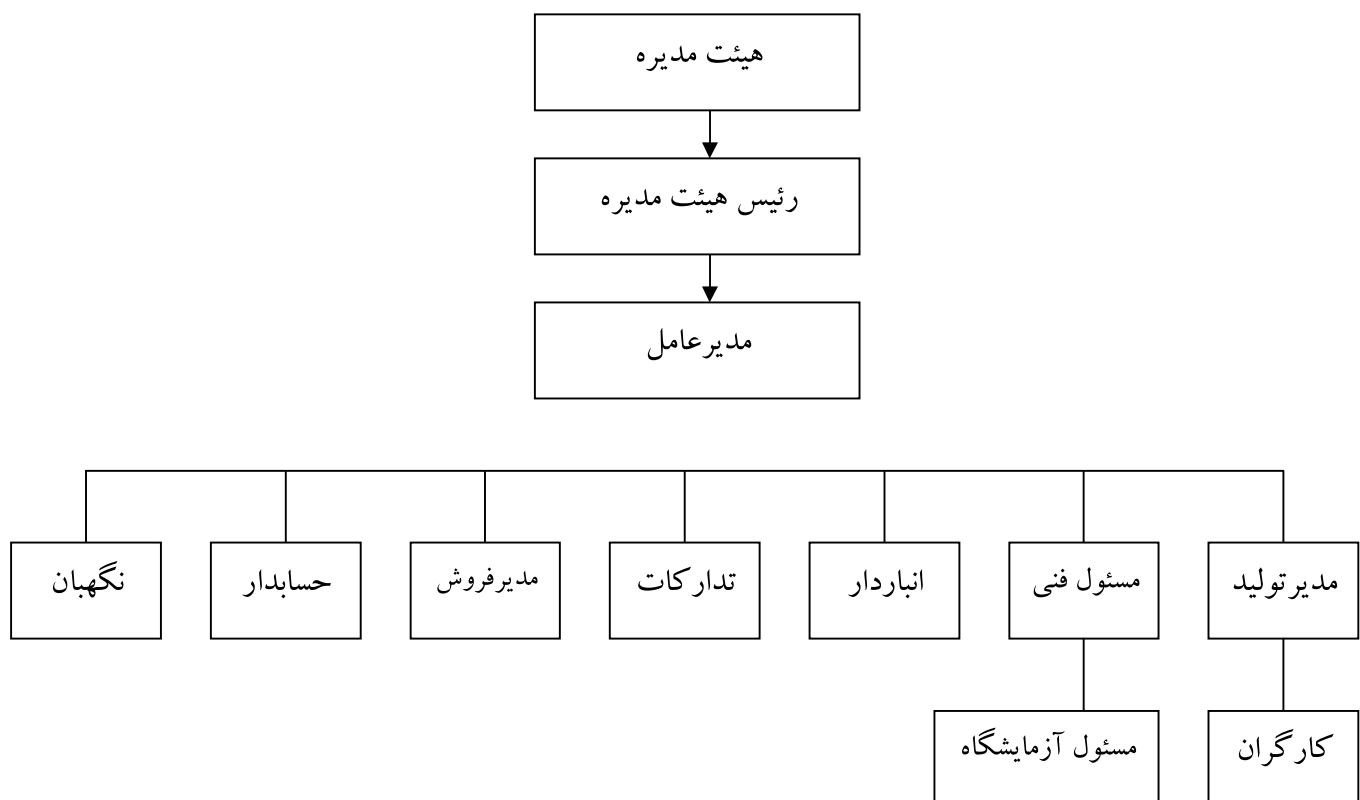 هیئت مدیره
رئیس هیئت مدیره
مدیرعامل
مدیرتولید
مسئول فنی
انباردار
تدارکات
مدیرفروش
حسابدار
نگهبان
کارگران
مسئول آزمایشگاه